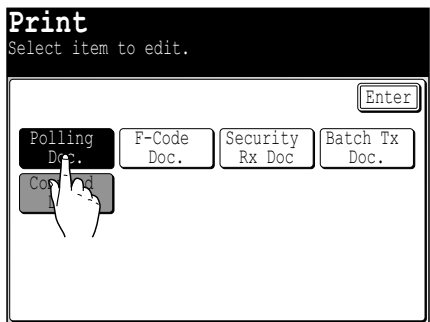 Print
Select item to edit.
Enter
Polling F-Code Security Batch Tx
Doc. Doc. Rx Doc Doc.